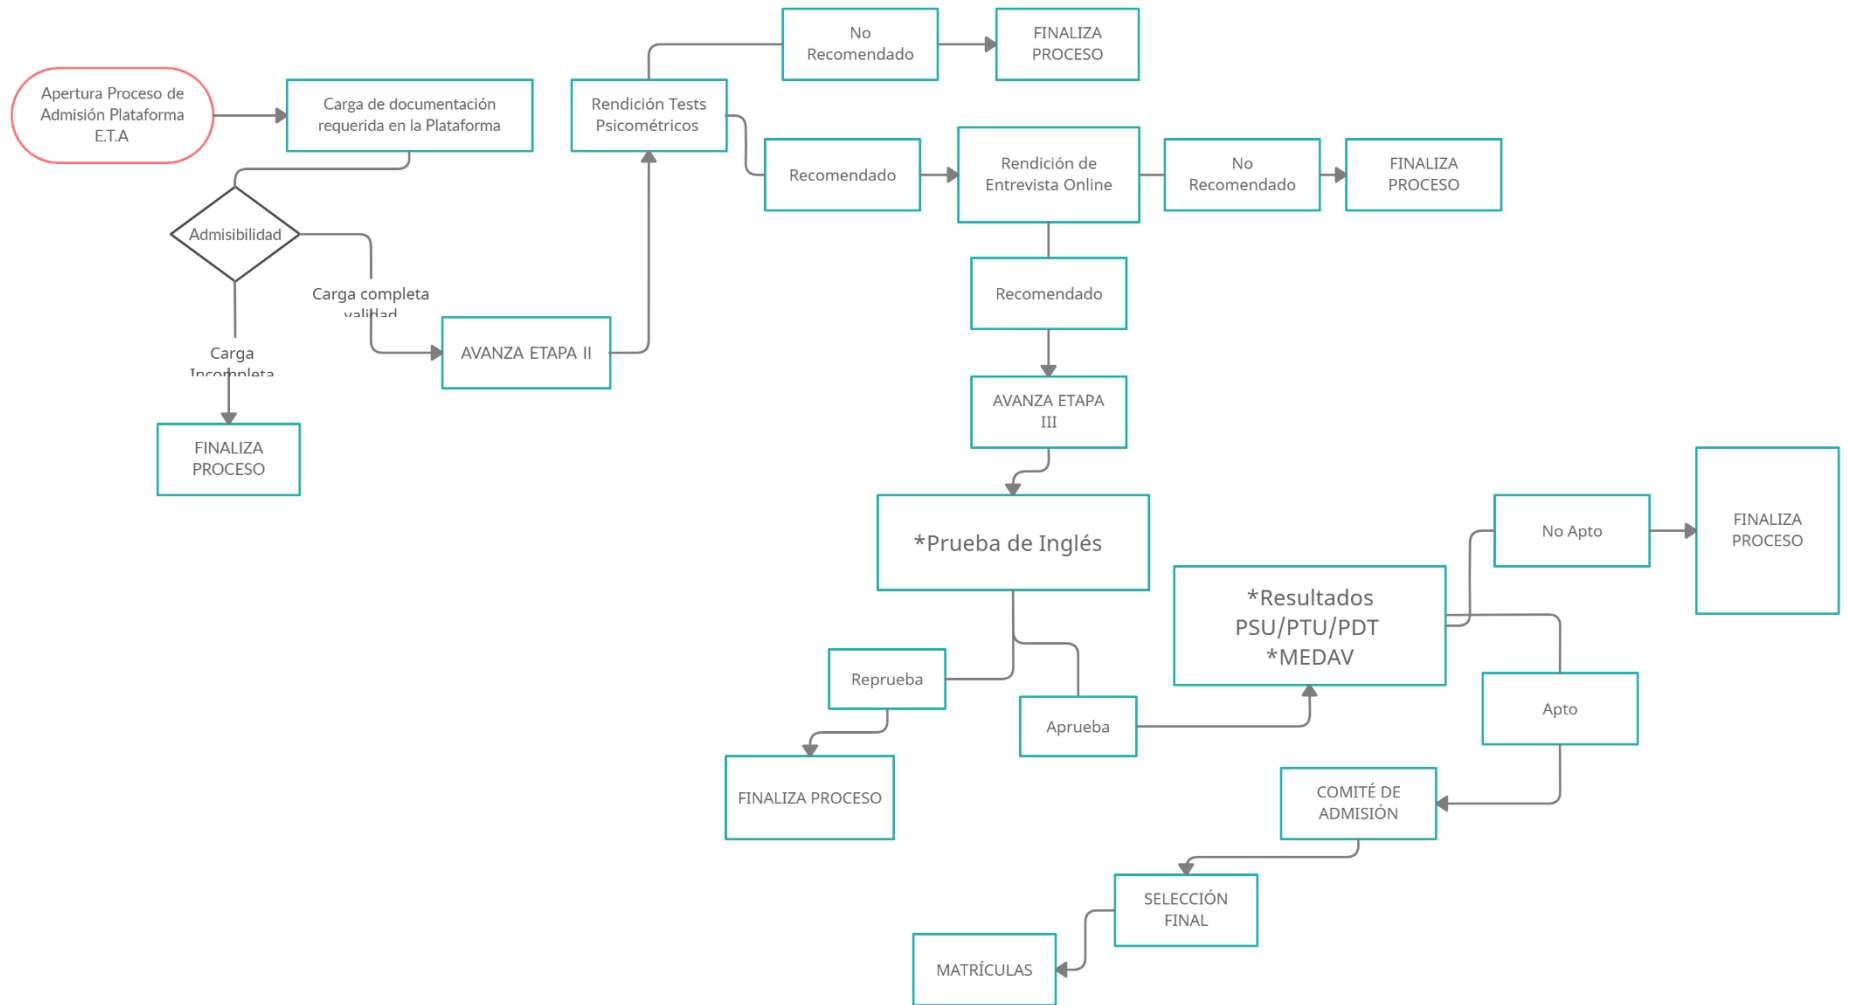 Apertura Proceso de
Admisión Plataforma
E.T.A
Carga de documentación
requerida en la Plataforma
Admisibilidad
Carga completa
validad
Carga
Incompleta
FINALIZA
PROCESO
AVANZA ETAPA II
Rendición Tests
Psicométricos
No
Recomendado
FINALIZA
PROCESO
Recomendado
Rendición de
Entrevista Online
No
Recomendado
FINALIZA
PROCESO
Recomendado
AVANZA ETAPA
III
*Prueba de Inglés
Reprueba
FINALIZA PROCESO
Aprueba
*Resultados
PSU/PTU/PDT
*MEDAV
No Apto
FINALIZA
PROCESO
Apto
COMITÉ DE
ADMISIÓN
SELECCIÓN
FINAL
MATRÍCULAS